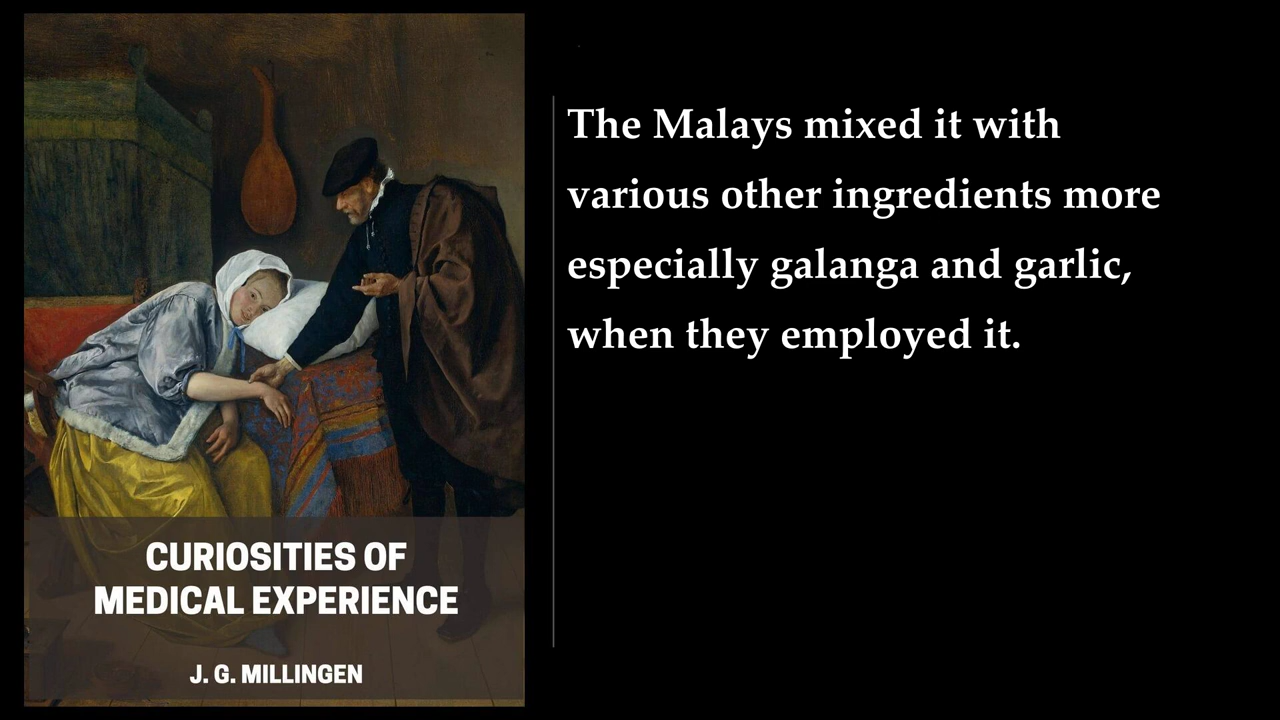 The Malays mixed it with
various other ingredients more
especially galanga and garlic,
when they employed it.
CURIOSITIES OF
MEDICAL EXPERIENCE
J. G. MILLINGEN